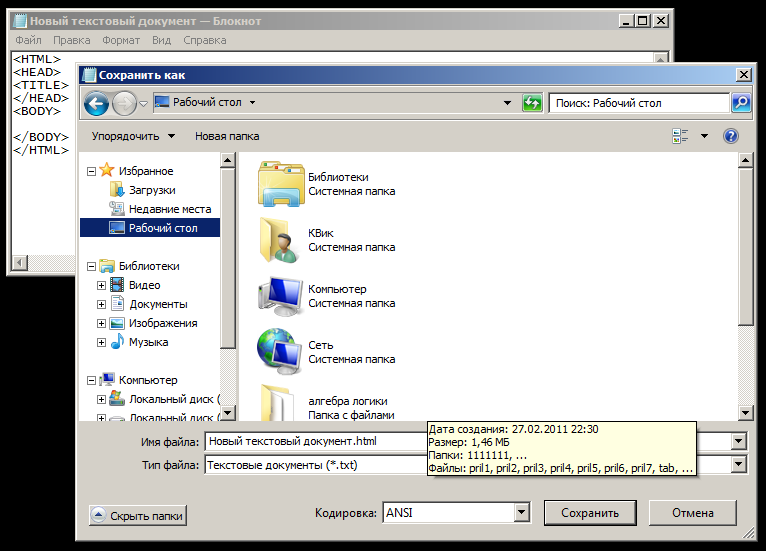 Новый текстовый документ — Блокнот
Файл Правка Формат Вид Справка
<HTML>
<HEAD>
<TITLE>
</HEAD>
<BODY>
</BODY>
</HTML>
Сохранить как
Рабочий стол
Поиск: Рабочий стол
Упорядочить Новая папка
Избранное
Загрузки
Недавние места
Рабочий стол
Библиотеки
Видео
Документы
Изображения
Музыка
Компьютер
Локальный диск (
Локальный диск (
Библиотеки
Системная папка
КВик
Системная папка
Компьютер
Системная папка
Сеть
Системная папка
алгебра логики
Папка с файлами
Дата создания: 27.02.2011 22:30
Размер: 1,46 МБ
Папки: 1111111, ...
Файлы: pril1, pril2, pril3, pril4, pril5, pril6, pril7, tab, ...
Имя файла: Новый текстовый документ.html
Тип файла: Текстовые документы (*.txt)
Скрыть папки
Кодировка: ANSI
Сохранить
Отмена